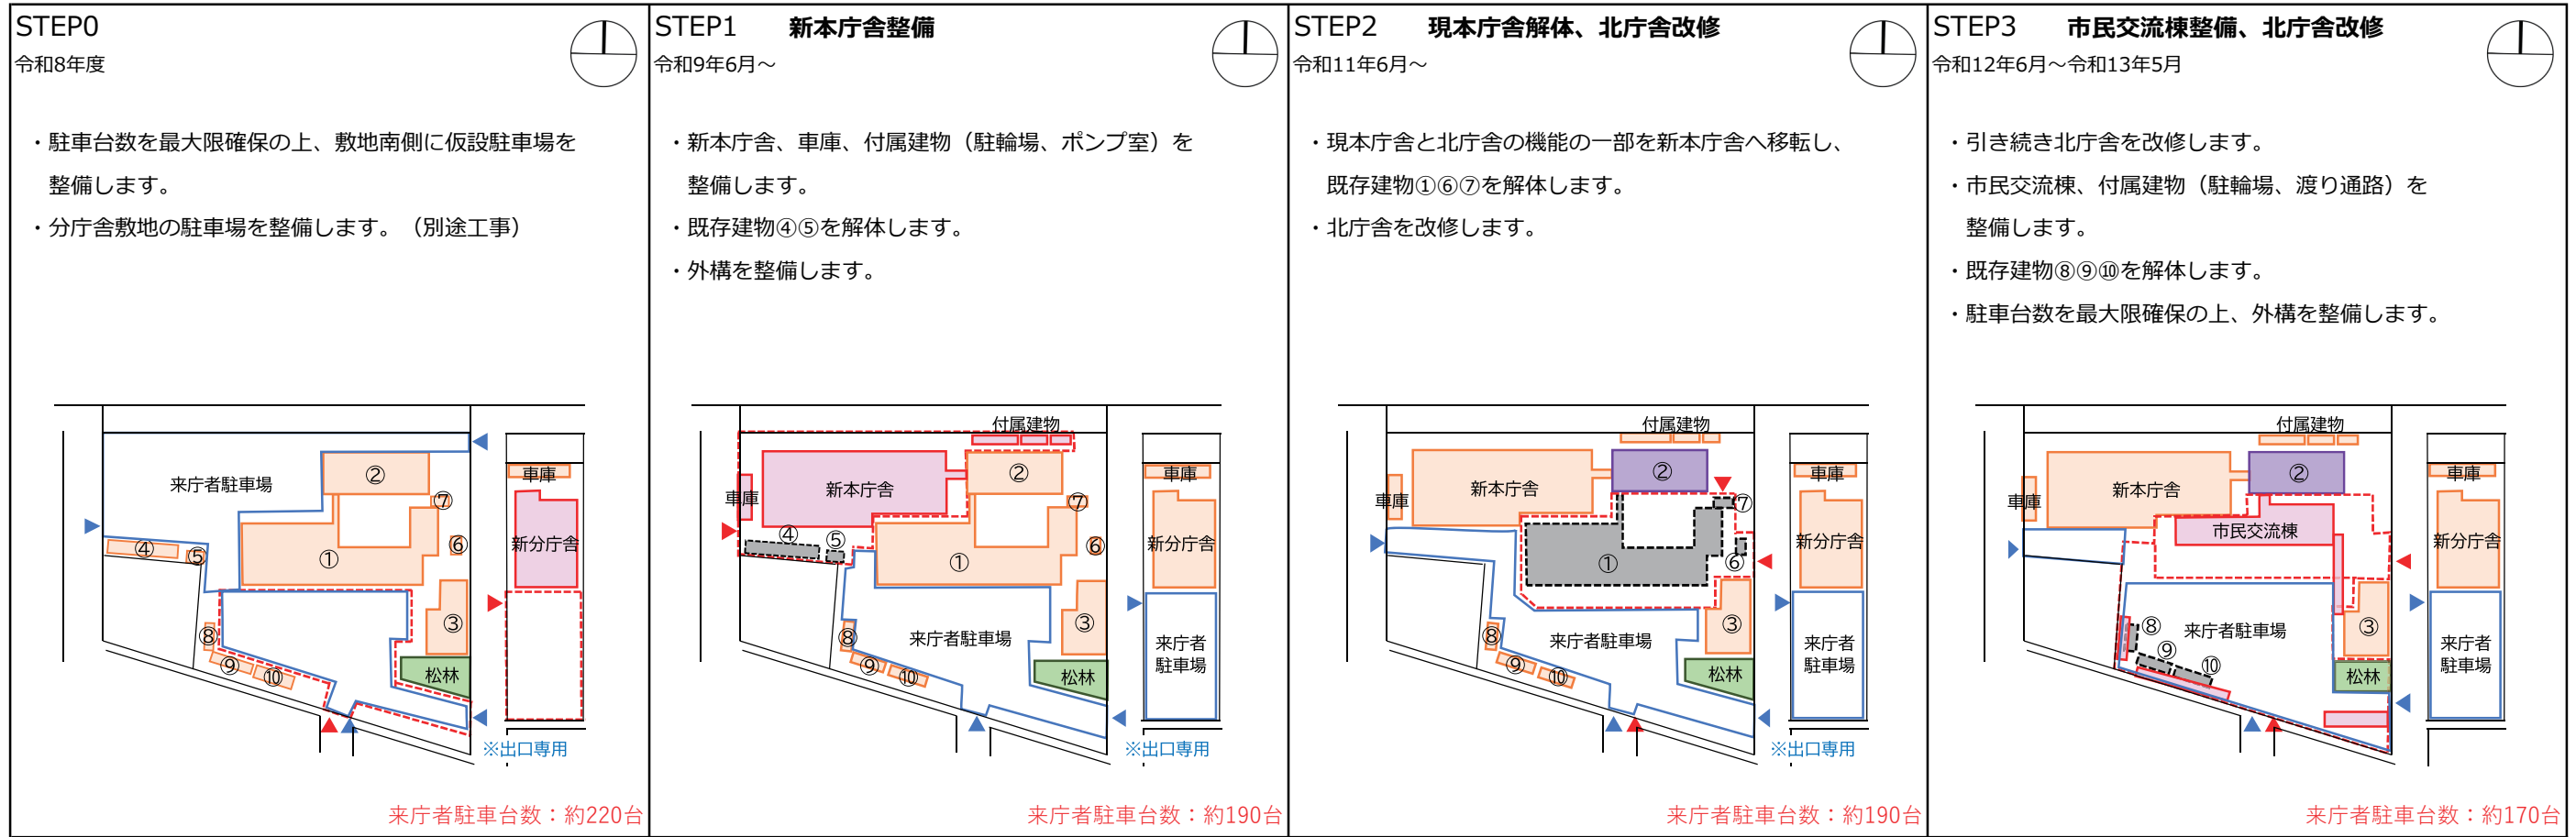 STEP0
令和8年度
・駐車台数を最大限確保の上、敷地南側に仮設駐車場を
整備します。
・分庁舎敷地の駐車場を整備します。（別途工事）
来庁者駐車場
②
⑦
車庫
④
⑤
①
⑥
新分庁舎
⑧
③
⑨
⑩
松林
※出口専用
来庁者駐車台数：約220台
STEP1 新本庁舎整備
令和9年6月～
・新本庁舎、車庫、付属建物（駐輪場、ポンプ室）を
整備します。
・既存建物④⑤を解体します。
・外構を整備します。
付属建物
車庫
新本庁舎
②
⑦
車庫
④
⑤
①
⑥
新分庁舎
⑧
来庁者駐車場
③
来庁者
駐車場
⑨
⑩
松林
※出口専用
来庁者駐車台数：約190台
STEP2 現本庁舎解体、北庁舎改修
令和11年6月～
・現本庁舎と北庁舎の機能の一部を新本庁舎へ移転し、
既存建物①⑥⑦を解体します。
・北庁舎を改修します。
付属建物
車庫
新本庁舎
②
⑦
車庫
①
⑥
新分庁舎
⑧
来庁者駐車場
③
来庁者
駐車場
⑨
⑩
松林
※出口専用
来庁者駐車台数：約190台
STEP3 市民交流棟整備、北庁舎改修
令和12年6月～令和13年5月
・引き続き北庁舎を改修します。
・市民交流棟、付属建物（駐輪場、渡り通路）を
整備します。
・既存建物⑧⑨⑩を解体します。
・駐車台数を最大限確保の上、外構を整備します。
付属建物
車庫
新本庁舎
②
車庫
市民交流棟
新分庁舎
⑧
来庁者駐車場
③
来庁者
駐車場
⑨
⑩
松林
来庁者駐車台数：約170台